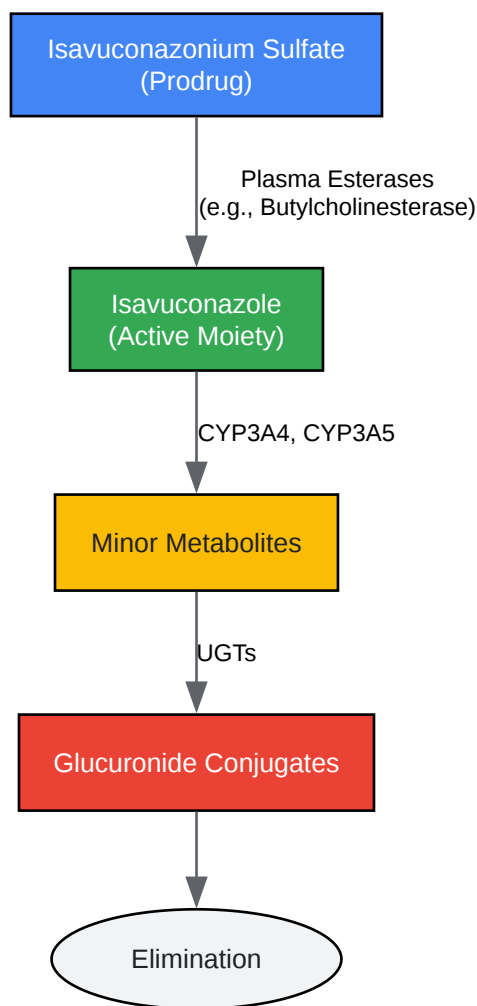 Isavuconazonium Sulfate
(Prodrug)
Plasma Esterases
(e.g., Butylcholinesterase)
Isavuconazole
(Active Moiety)
CYP3A4, CYP3A5
Minor Metabolites
UGTs
Glucuronide Conjugates
Elimination